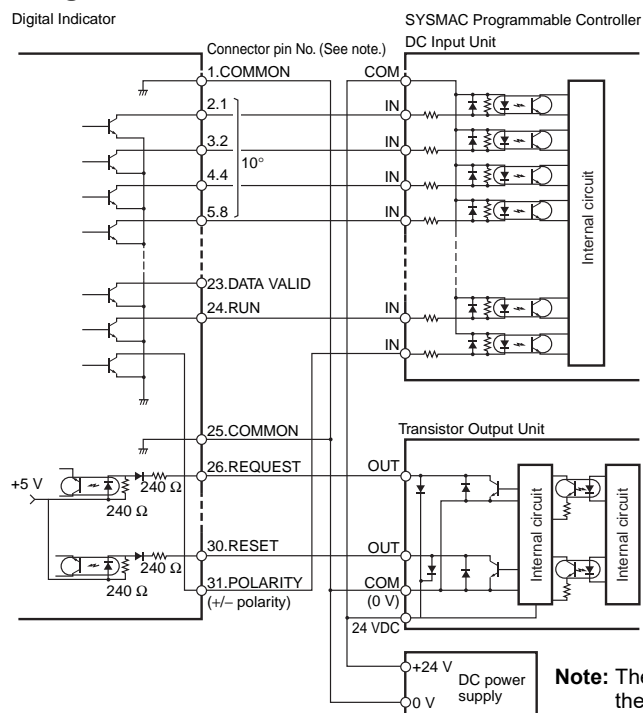 Digital Indicator
SYSMAC Programmable Controller
DC Input Unit
Connector pin No. (See note.)
1.COMMON
COM
2.1
IN
3.2
IN
10°
4.4
IN
5.8
IN
Internal circuit
23.DATA VALID
24.RUN
IN
IN
25.COMMON
Transistor Output Unit
26.REQUEST
OUT
+5 V
240 Ω
240 Ω
Internal circuit
Internal circuit
30.RESET
OUT
240 Ω
240 Ω
31.POLARITY
(+/− polarity)
COM
(0 V)
24 VDC
+24 V
DC power
supply
0 V
Note: The
the